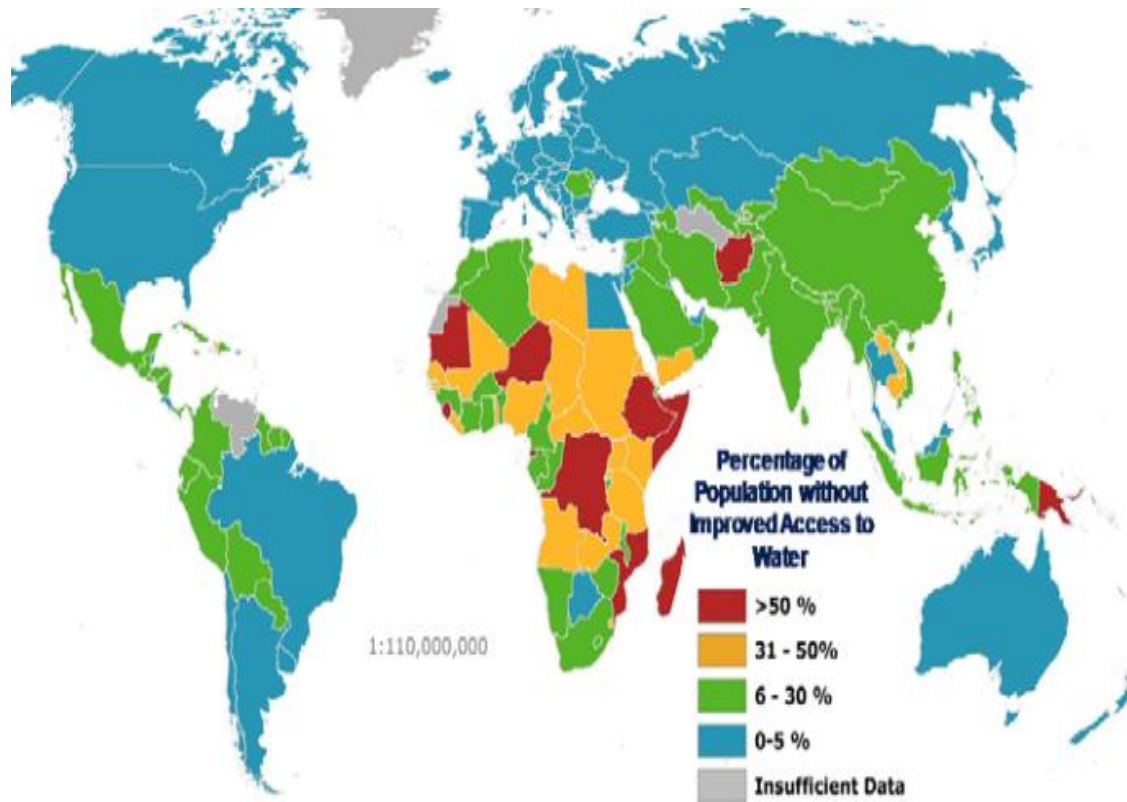 Percentage of
Population without
Improved Access to
Water
>50 %
31 - 50%
6 - 30 %
0-5 %
Insufficient Data
1:110,000,000